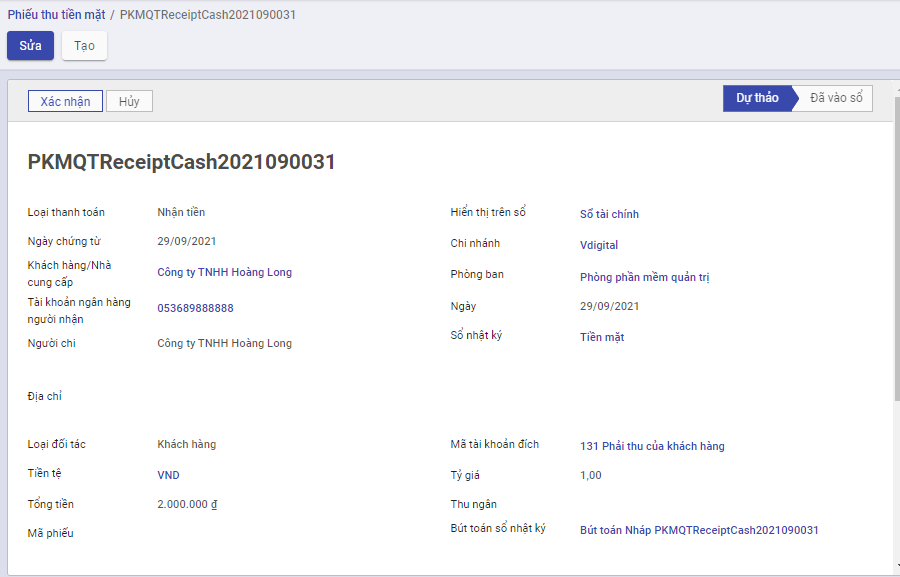 Phiếu thu tiền mặt / PKMQTReceiptCash2021090031
Sửa Tạo
Xác nhận Hủy Dự thảo Đã vào sổ
PKMQTReceiptCash2021090031
Loại thanh toán Nhận tiền Hiển thị trên sổ Sổ tài chính
Ngày chứng từ 29/09/2021 Chi nhánh Vdigital
Khách hàng/Nhà cung cấp Công ty TNHH Hoàng Long Phòng ban Phòng phần mềm quản trị
Tài khoản ngân hàng người nhận 053689888888 Ngày 29/09/2021
Người chi Công ty TNHH Hoàng Long Sổ nhật ký Tiền mặt
Địa chỉ
Loại đối tác Khách hàng Mã tài khoản đích 131 Phải thu của khách hàng
Tiền tệ VND Tỷ giá 1,00
Tổng tiền 2.000.000 ₫ Thu ngân
Mã phiếu Bút toán sổ nhật ký Bút toán Nháp PKMQTReceiptCash2021090031